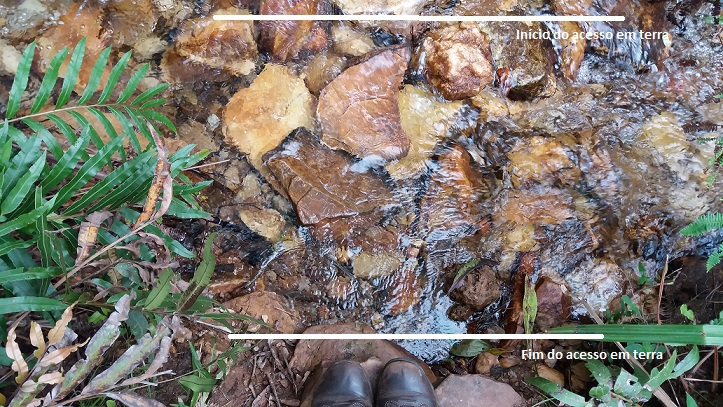 Início do acesso em terra
Fim do acesso em terra